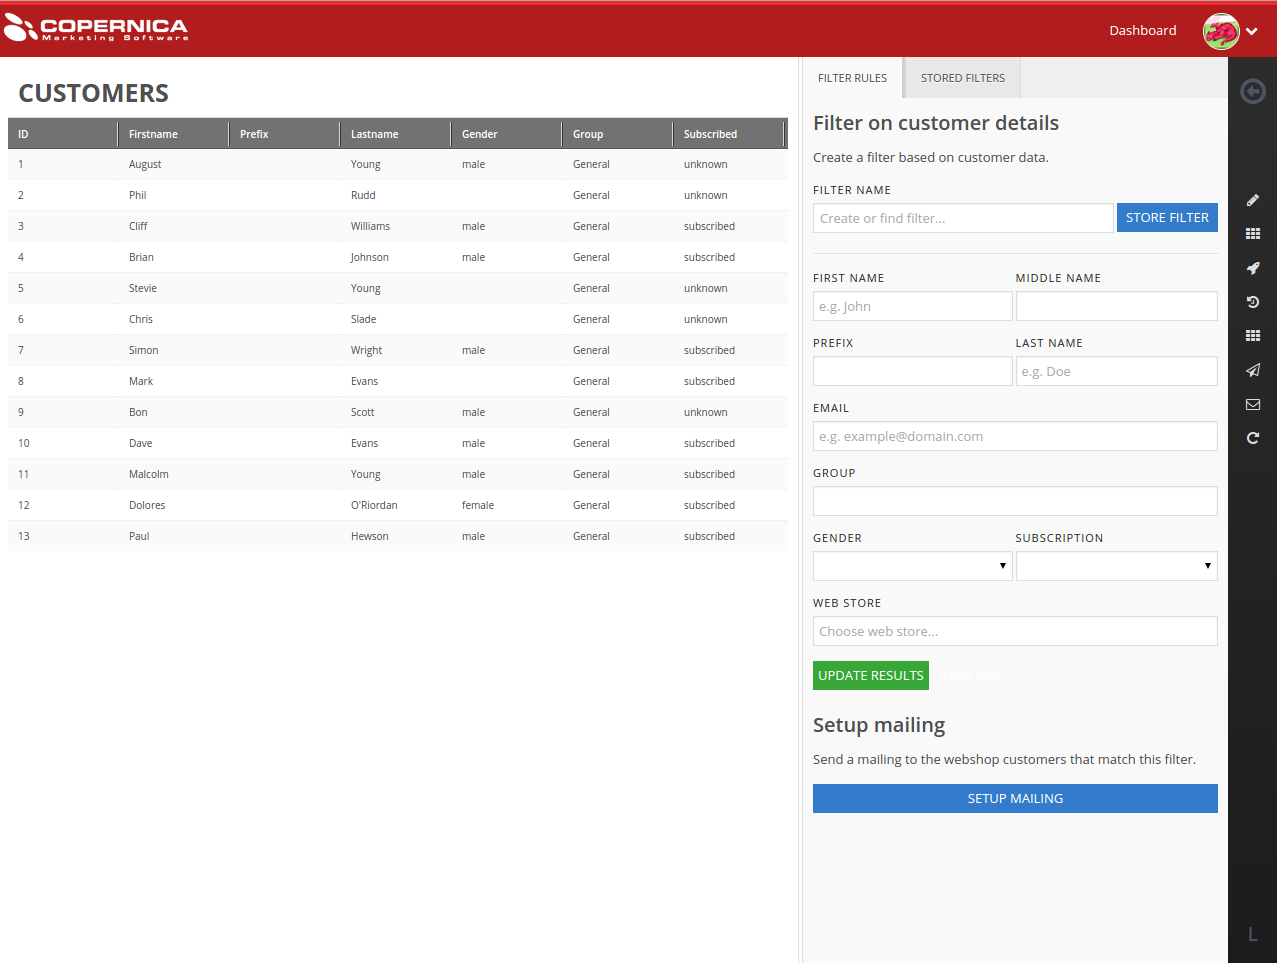 COPERNICA
Marketing Software
Dashboard
CUSTOMERS
ID Firstname Prefix Lastname Gender Group Subscribed
1 August Young male General unknown
2 Phil Rudd General unknown
3 Cliff Williams male General subscribed
4 Brian Johnson male General subscribed
5 Stevie Young General unknown
6 Chris Slade General unknown
7 Simon Wright male General subscribed
8 Mark Evans General subscribed
9 Bon Scott male General unknown
10 Dave Evans male General subscribed
11 Malcolm Young male General subscribed
12 Dolores O'Riordan female General subscribed
13 Paul Hewson male General subscribed
FILTER RULES STORED FILTERS
Filter on customer details
Create a filter based on customer data.
FILTER NAME
Create or find filter... STORE FILTER
FIRST NAME MIDDLE NAME
e.g. John
PREFIX LAST NAME
e.g. Doe
EMAIL
e.g. example@domain.com
GROUP
GENDER SUBSCRIPTION
WEB STORE
Choose web store...
UPDATE RESULTS Clear form
Setup mailing
Send a mailing to the webshop customers that match this filter.
SETUP MAILING
L